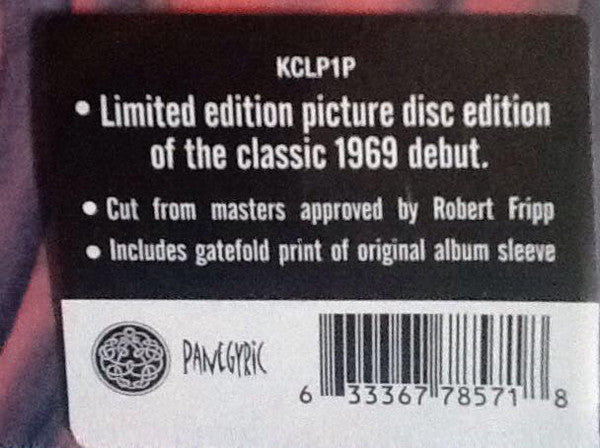 KCLP1P
• Limited edition picture disc edition
of the classic 1969 debut.
• Cut from masters approved by Robert Fripp
• Includes gatefold print of original album sleeve
PANEGYRIC
6 33367 78571 8